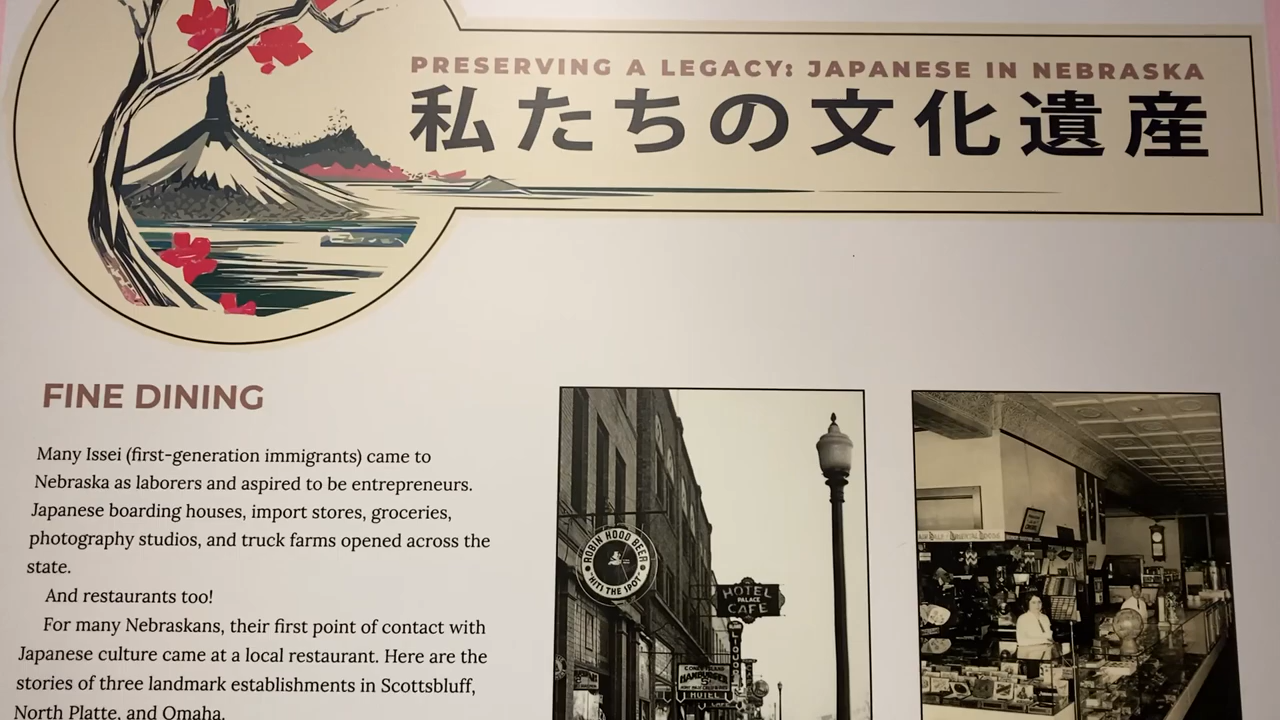 PRESERVING A LEGACY: JAPANESE IN NEBRASKA
私たちの文化遺産
FINE DINING
Many Issei (first-generation immigrants) came to
Nebraska as laborers and aspired to be entrepreneurs.
Japanese boarding houses, import stores, groceries,
photography studios, and truck farms opened across the
state.
And restaurants too!
For many Nebraskans, their first point of contact with
Japanese culture came at a local restaurant. Here are the
stories of three landmark establishments in Scottsbluff,
North Platte, and Omaha.
ROBIN HOOD BEER
"HITS THE SPOT"
HOTEL
PALACE
CAFE
LIQUOR
HAMBURGER
HOTEL
CAFE